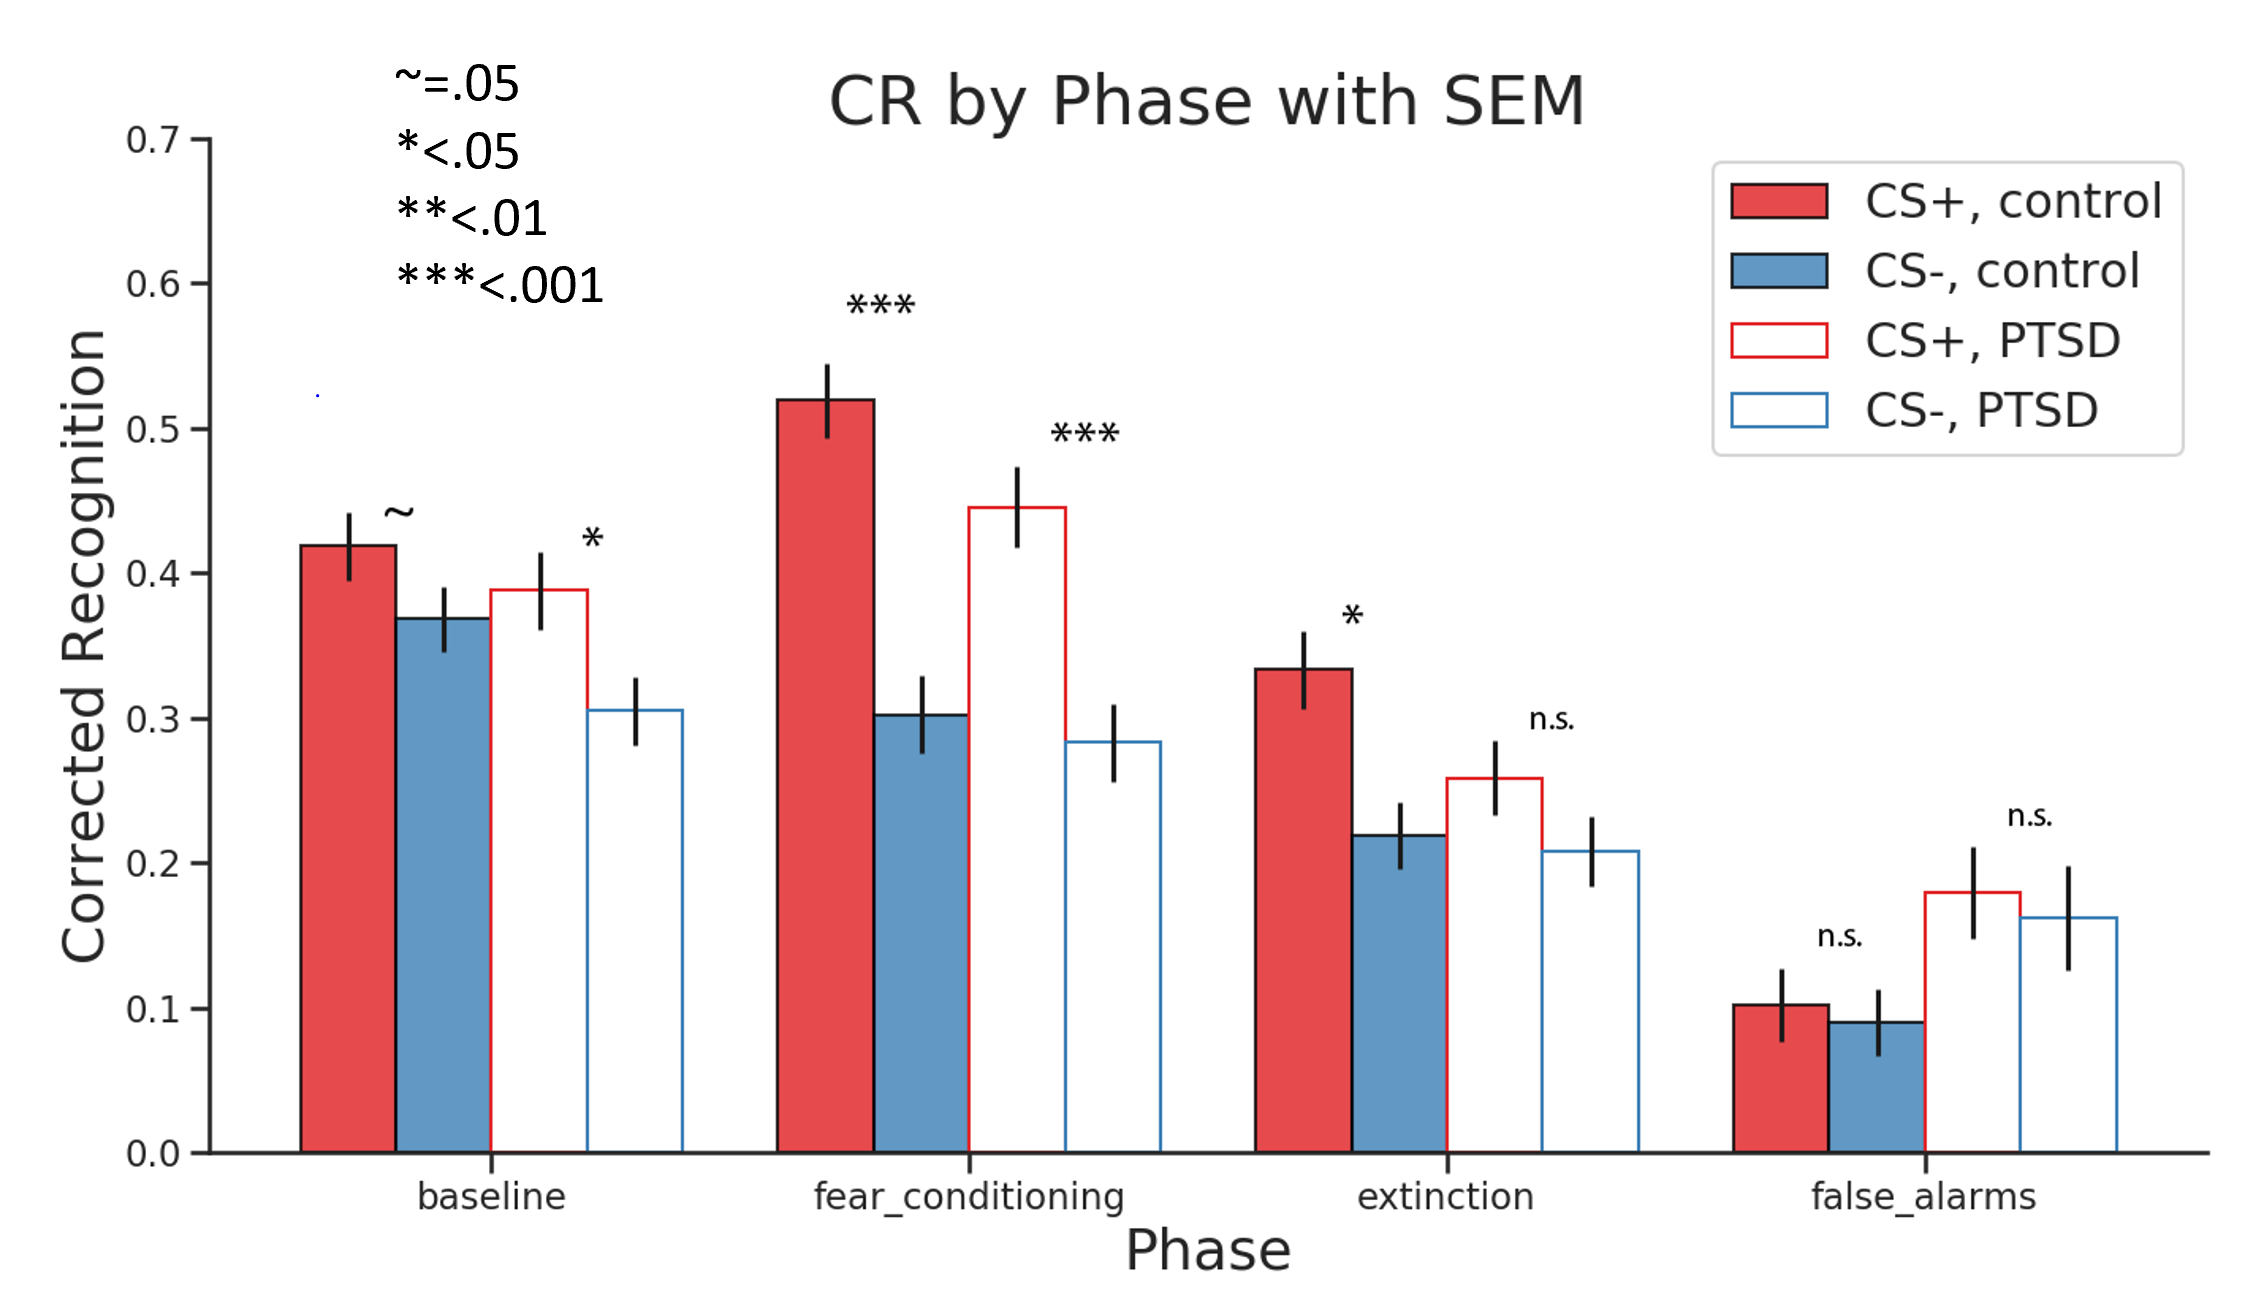 ~=.05
*<.05
**<.01
***<.001
CR by Phase with SEM
CS+, control
CS-, control
CS+, PTSD
CS-, PTSD
Corrected Recognition
0.7
0.6
0.5
0.4
0.3
0.2
0.1
0.0
~
*
***
***
*
n.s.
n.s.
n.s.
baseline
fear_conditioning
extinction
false_alarms
Phase